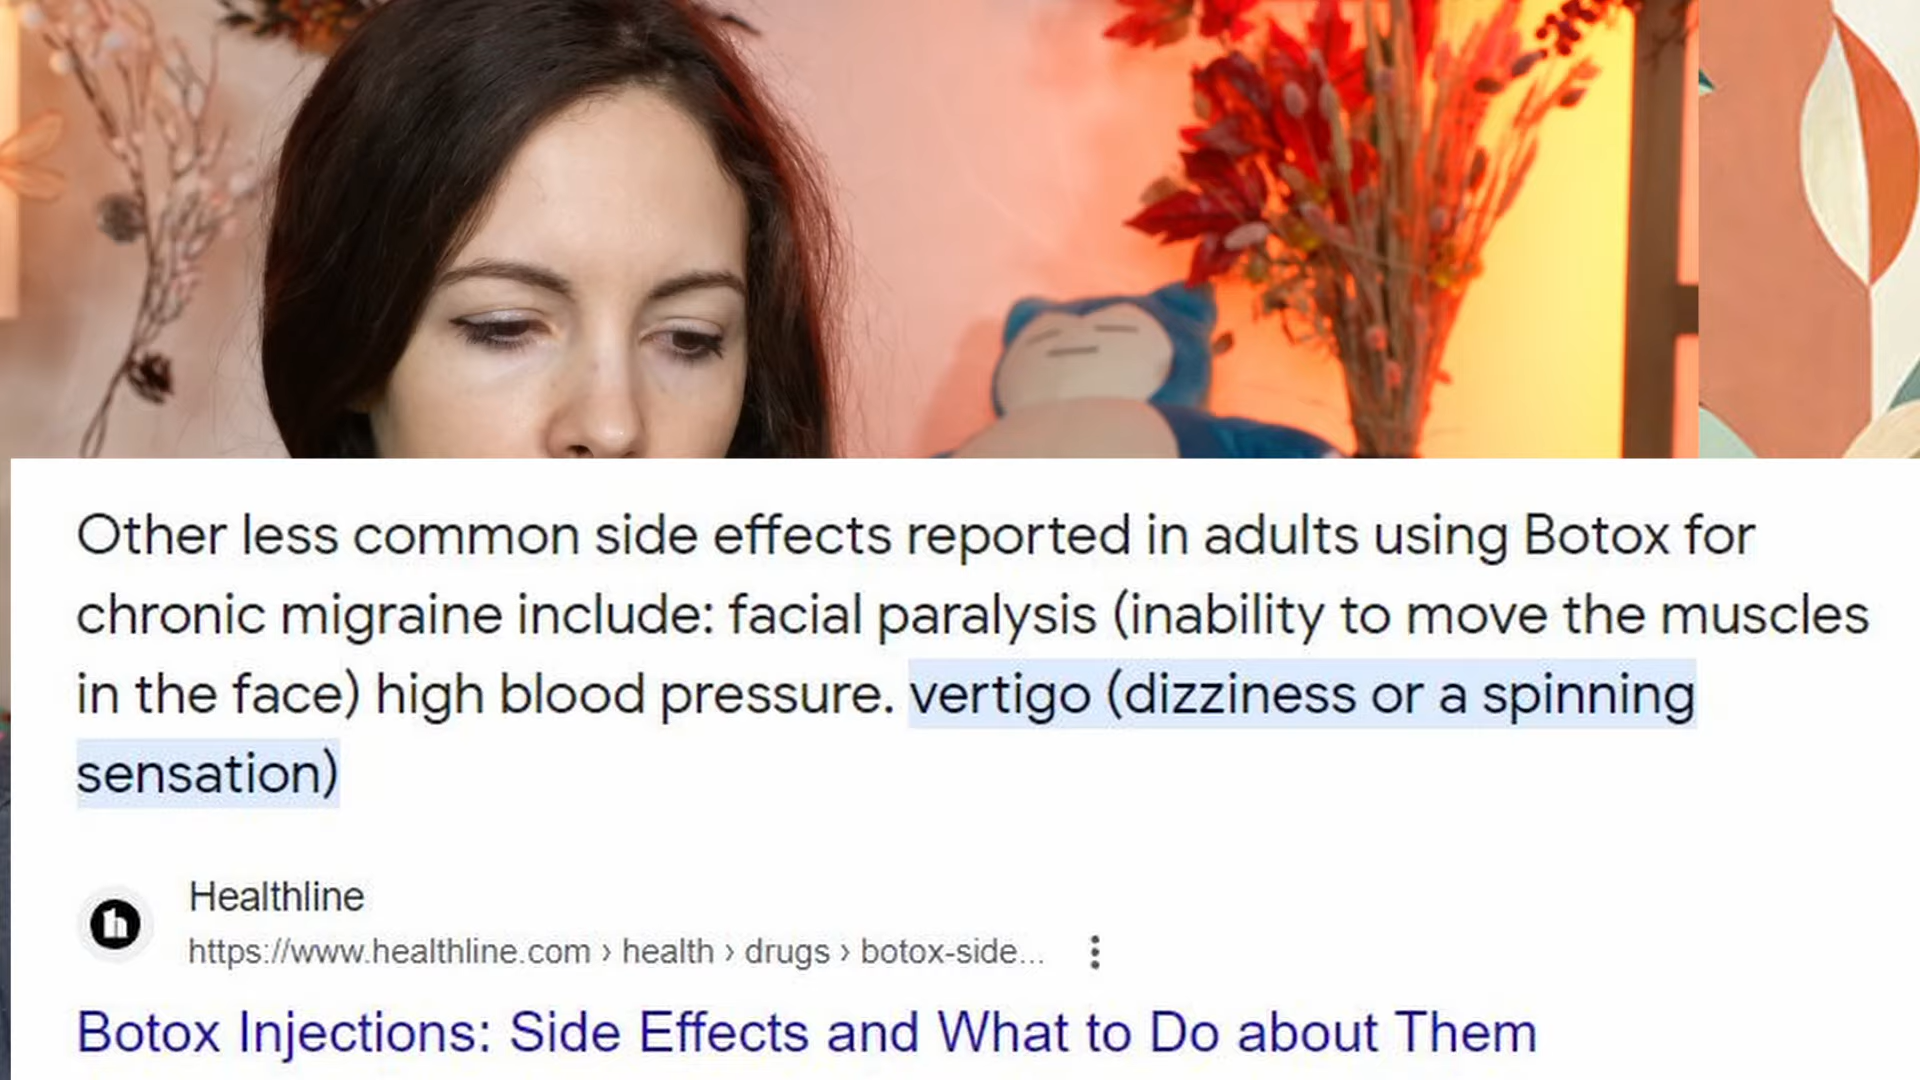 Other less common side effects reported in adults using Botox for
chronic migraine include: facial paralysis (inability to move the muscles
in the face) high blood pressure. vertigo (dizziness or a spinning
sensation)
Healthline
https://www.healthline.com › health › drugs › botox-side...
Botox Injections: Side Effects and What to Do about Them